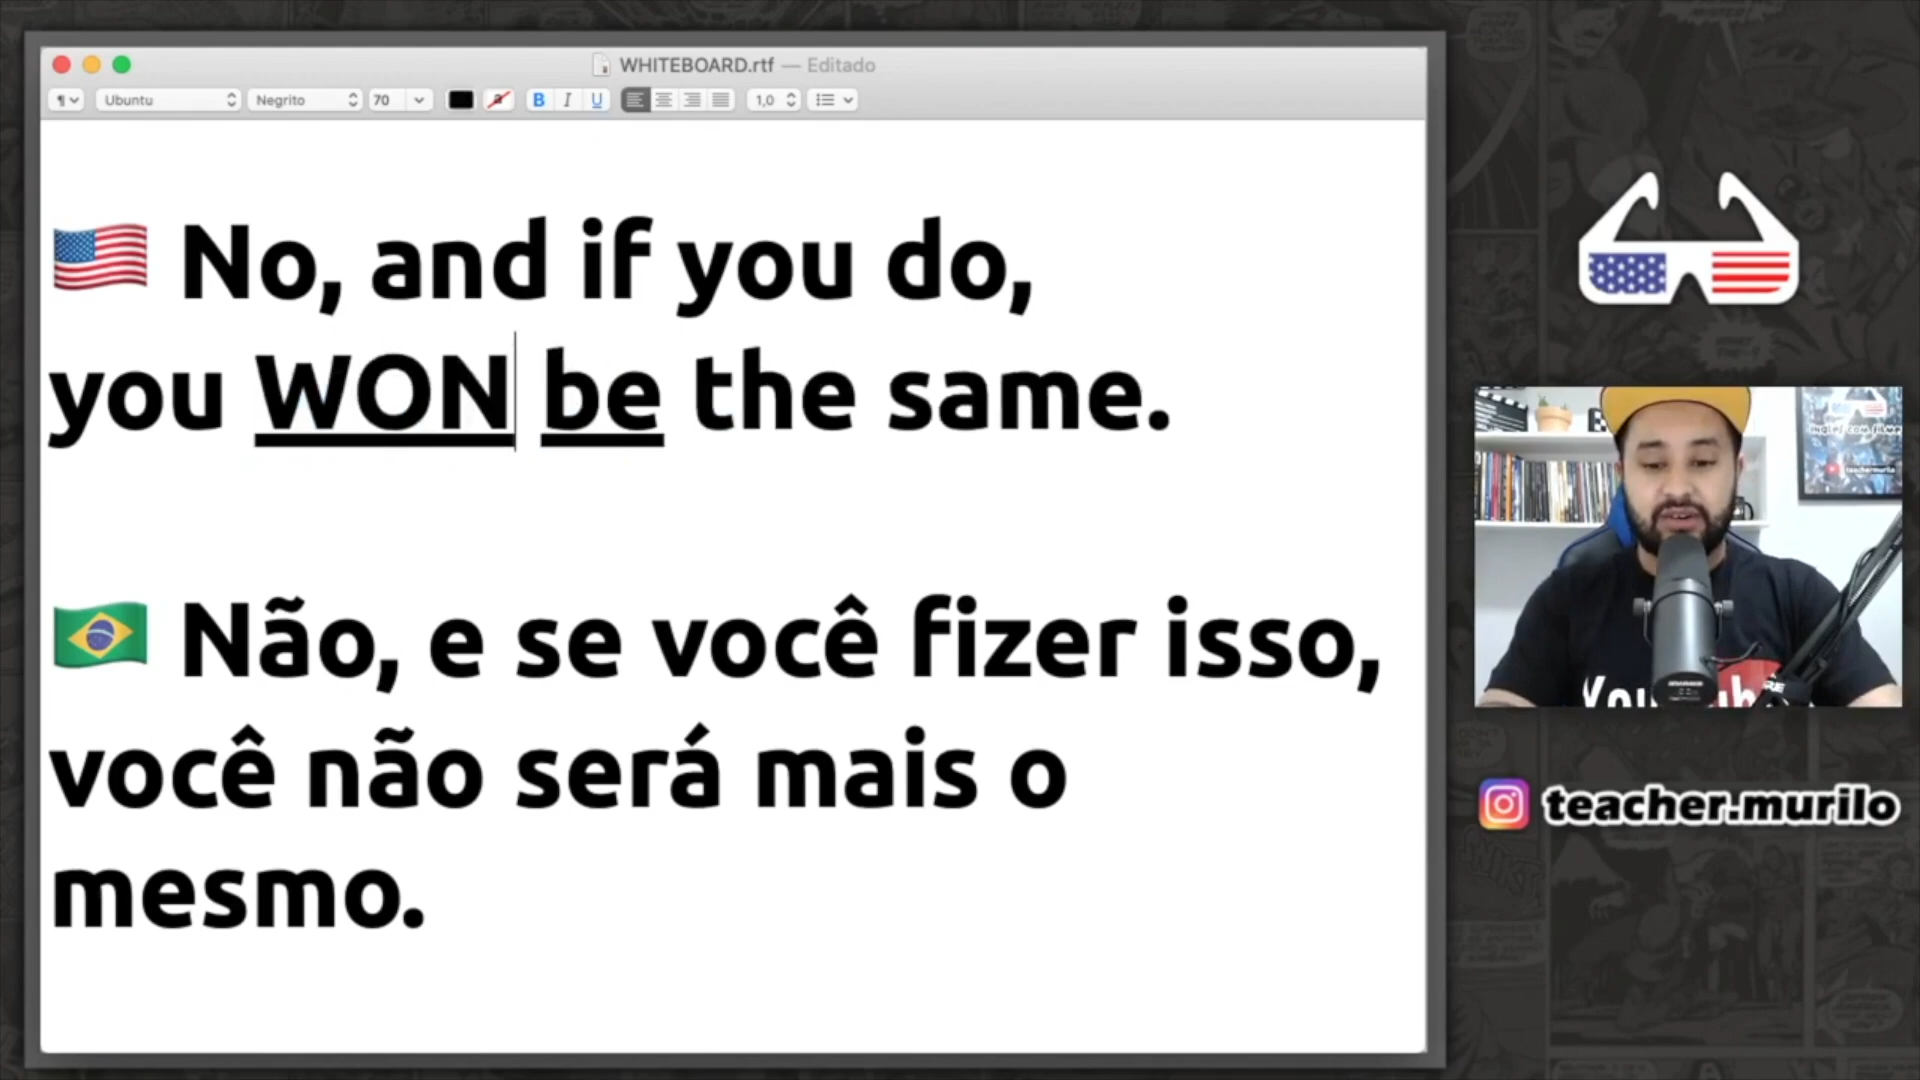 WHITEBOARD.rtf — Editado
Ubuntu Negrito 70 B I U 1,0
No, and if you do,
you WON be the same.
Não, e se você fizer isso,
você não será mais o
mesmo.
teacher.murilo